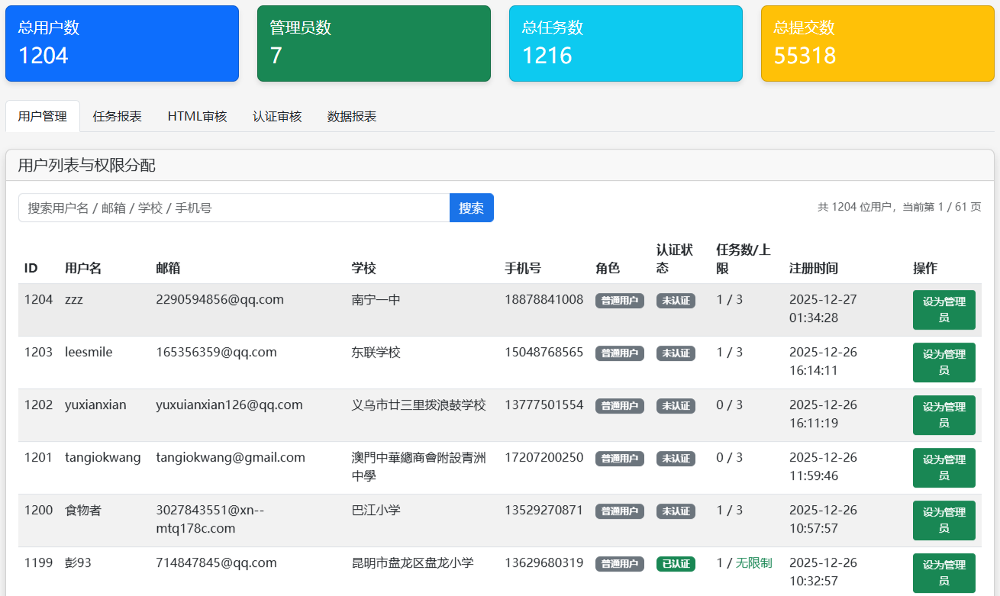 总用户数
1204
管理员数
7
总任务数
1216
总提交数
55318
用户管理 任务报表 HTML审核 认证审核 数据报表
用户列表与权限分配
搜索用户名 / 邮箱 / 学校 / 手机号 搜索 共 1204 位用户，当前第 1 / 61 页
ID 用户名 邮箱 学校 手机号 角色 认证状态 任务数/上限 注册时间 操作
1204 zzz 2290594856@qq.com 南宁一中 18878841008 普通用户 未认证 1 / 3 2025-12-27 01:34:28 设为管理员
1203 leesmile 165356359@qq.com 东联学校 15048768565 普通用户 未认证 1 / 3 2025-12-26 16:14:11 设为管理员
1202 yuxianxian yuxuianxian126@qq.com 义乌市廿三里拨浪鼓学校 13777501554 普通用户 未认证 0 / 3 2025-12-26 16:11:19 设为管理员
1201 tangiokwang tangiokwang@gmail.com 澳門中華總商會附設青洲中學 17207200250 普通用户 未认证 0 / 3 2025-12-26 11:59:46 设为管理员
1200 食物者 3027843551@xn--mtq178c.com 巴江小学 13529270871 普通用户 未认证 1 / 3 2025-12-26 10:57:57 设为管理员
1199 彭93 714847845@qq.com 昆明市盘龙区盘龙小学 13629680319 普通用户 已认证 1 / 无限制 2025-12-26 10:32:57 设为管理员